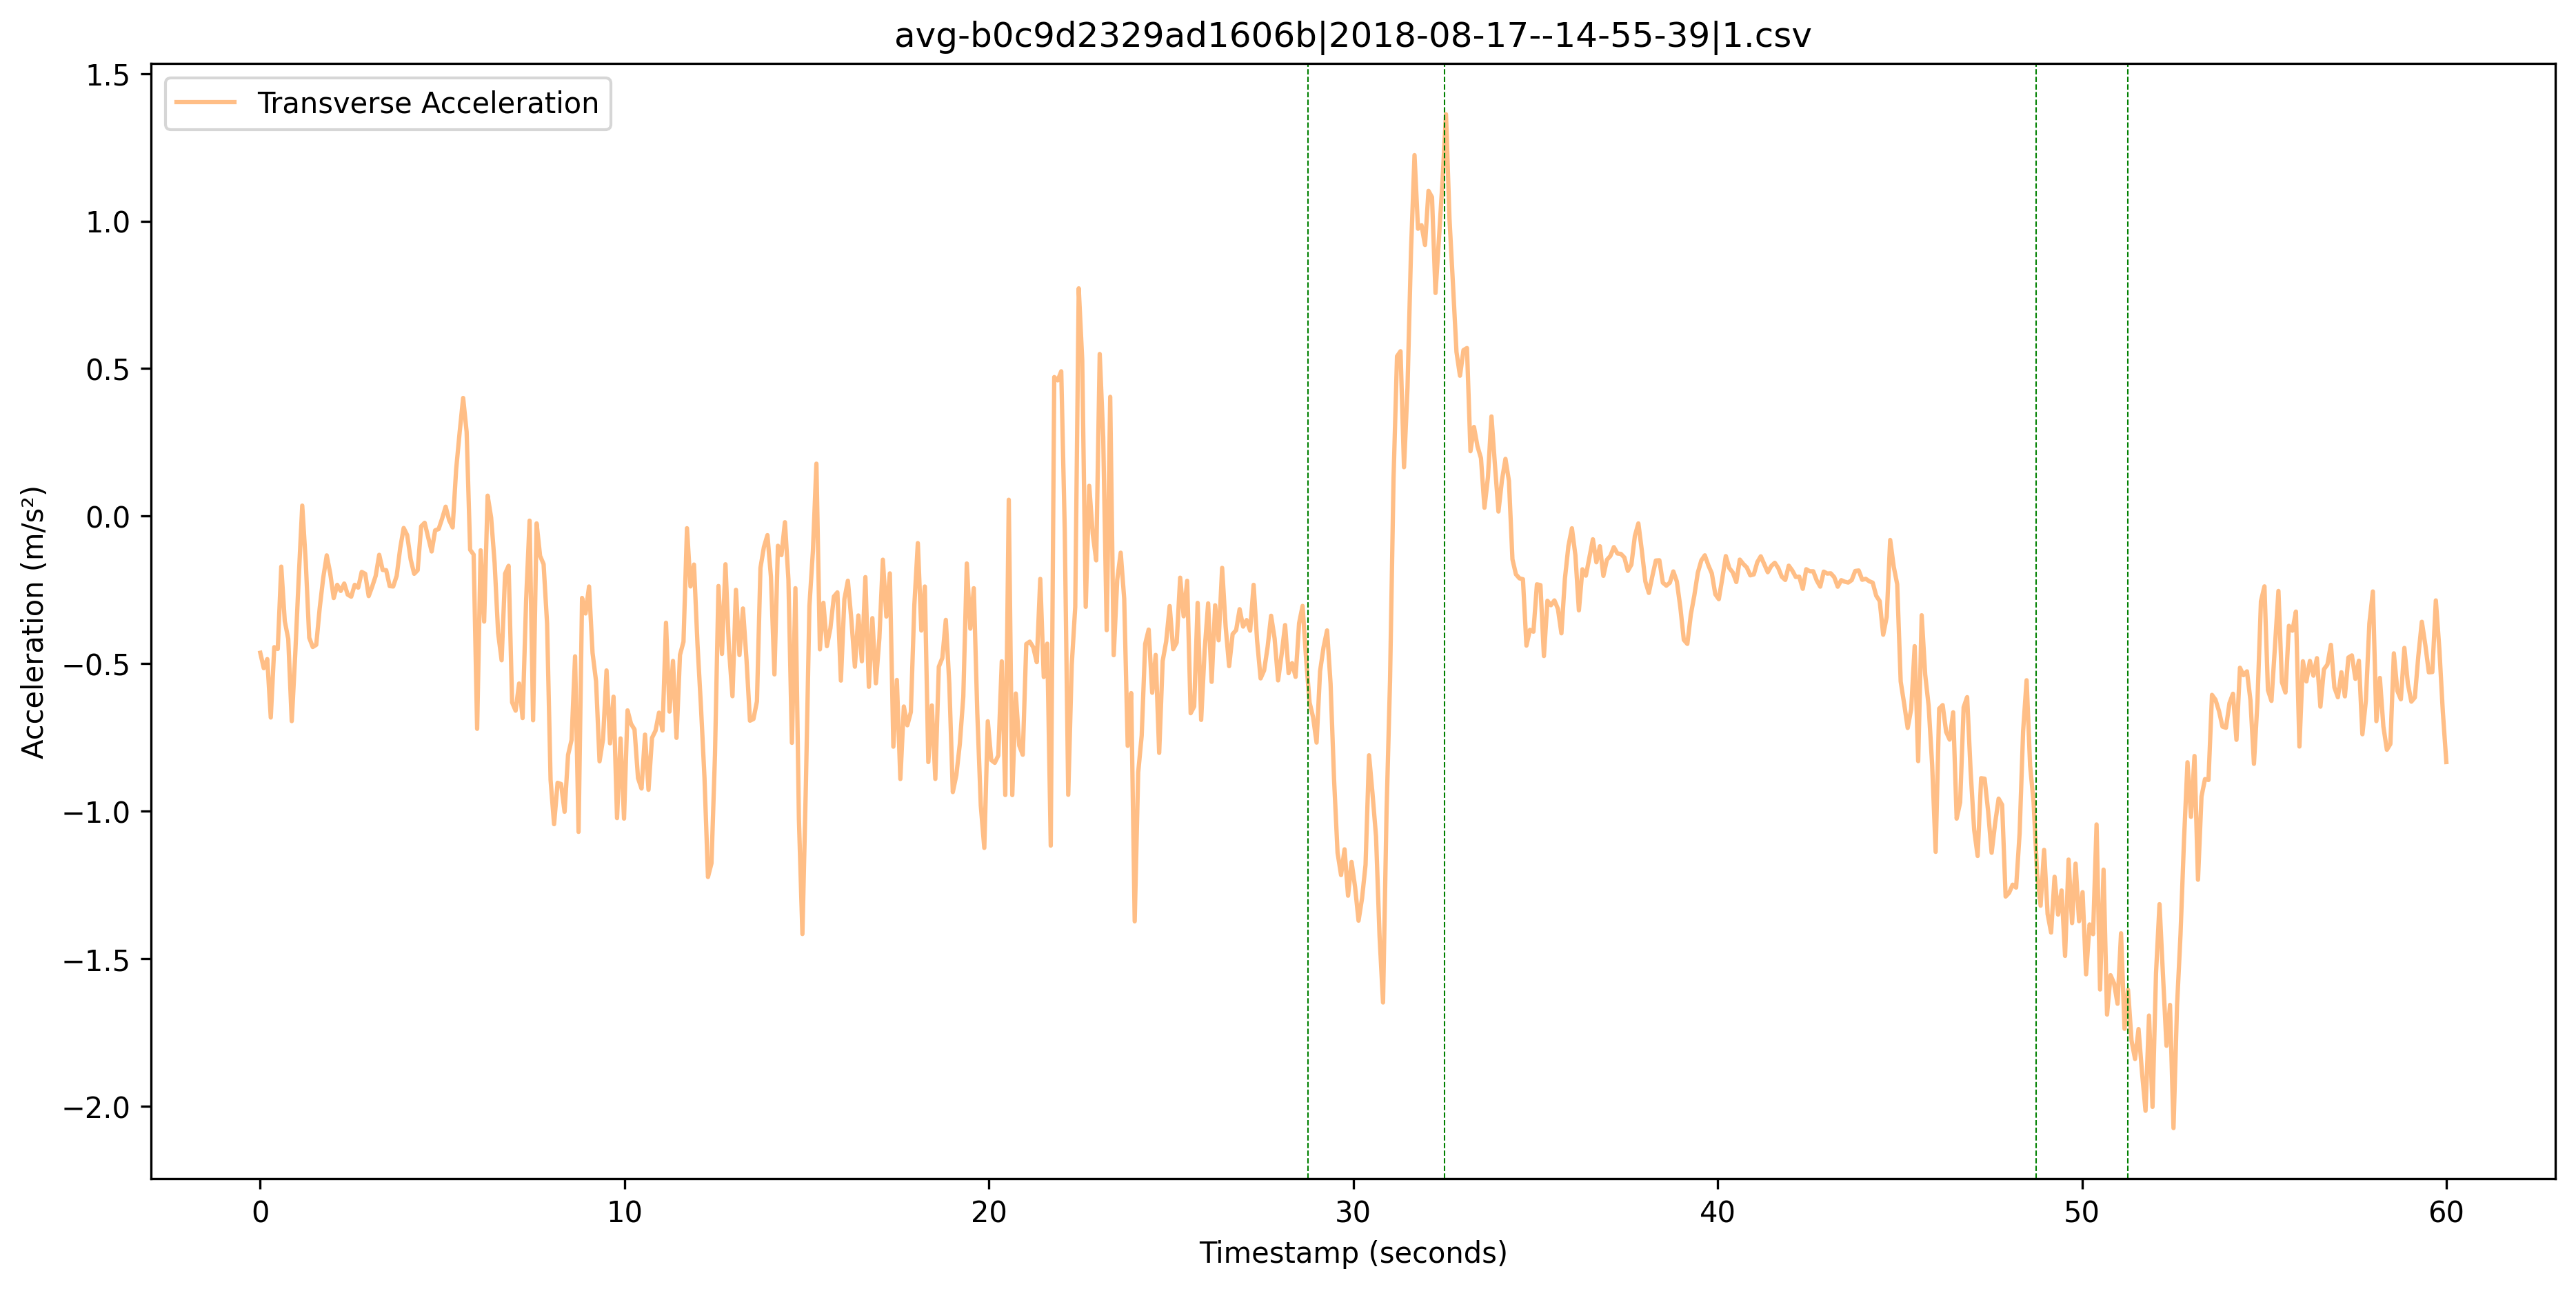 avg-b0c9d2329ad1606b|2018-08-17--14-55-39|1.csv
Transverse Acceleration
Acceleration (m/s²)
1.5
1.0
0.5
0.0
−0.5
−1.0
−1.5
−2.0
0 10 20 30 40 50 60
Timestamp (seconds)